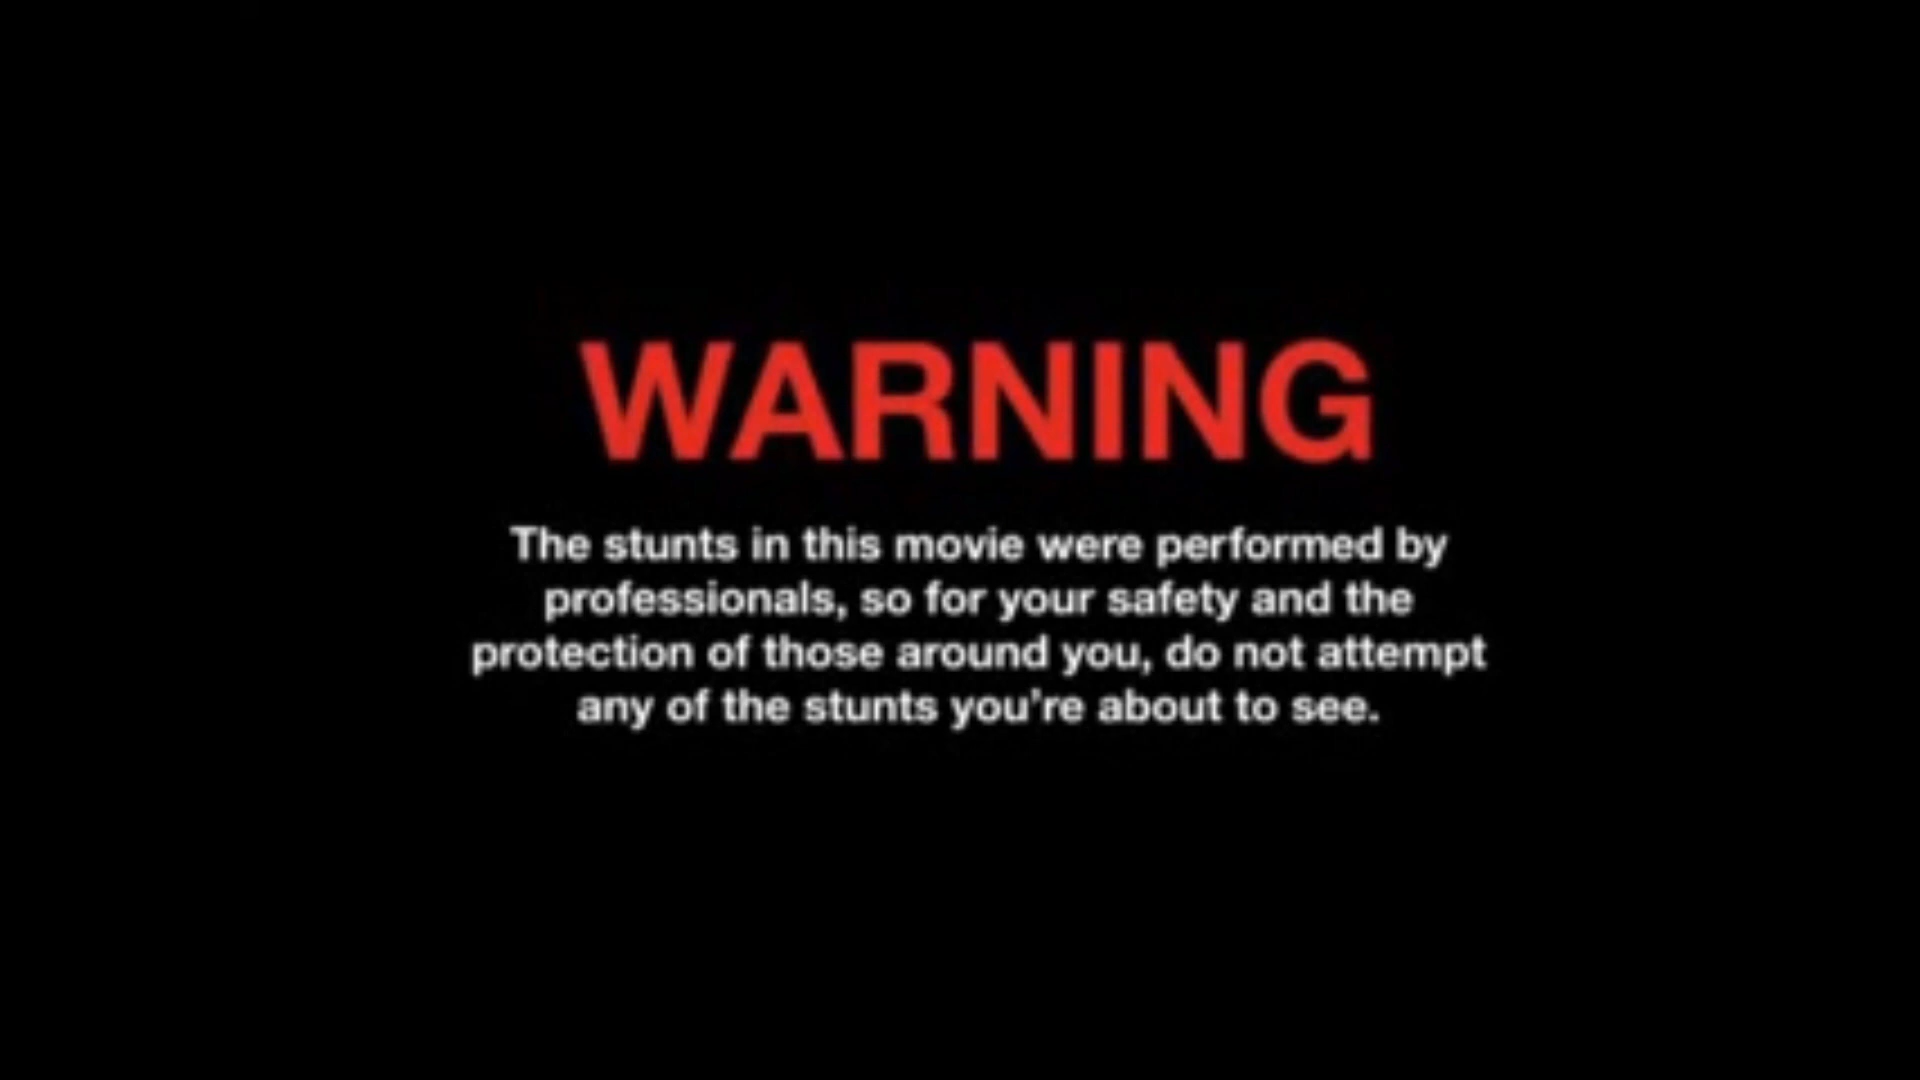 WARNING
The stunts in this movie were performed by
professionals, so for your safety and the
protection of those around you, do not attempt
any of the stunts you're about to see.